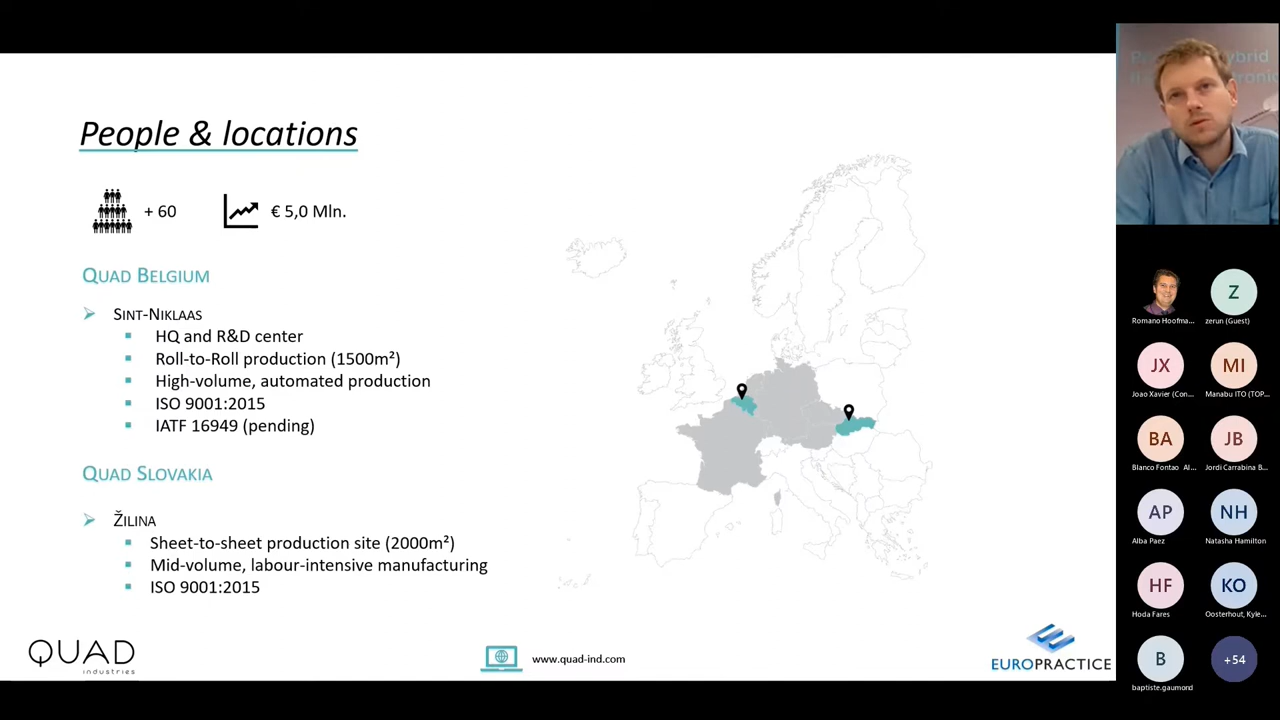 People & locations
+ 60
€ 5,0 Mln.
QUAD BELGIUM
➢ SINT-NIKLAAS
▪ HQ and R&D center
▪ Roll-to-Roll production (1500m²)
▪ High-volume, automated production
▪ ISO 9001:2015
▪ IATF 16949 (pending)
QUAD SLOVAKIA
➢ ŽILINA
▪ Sheet-to-sheet production site (2000m²)
▪ Mid-volume, labour-intensive manufacturing
▪ ISO 9001:2015
QUAD
industries
www.quad-ind.com
EUROPRACTICE
Romano Hoofma...
Z
zerun (Guest)
JX
Joao Xavier (Con...
MI
Manabu ITO (TOP...
BA
Blanco Fontao Al...
JB
Jordi Carrabina B...
AP
Alba Paez
NH
Natasha Hamilton
HF
Hoda Fares
KO
Oosterhout, Kyle...
B
baptiste.gaumond
+54